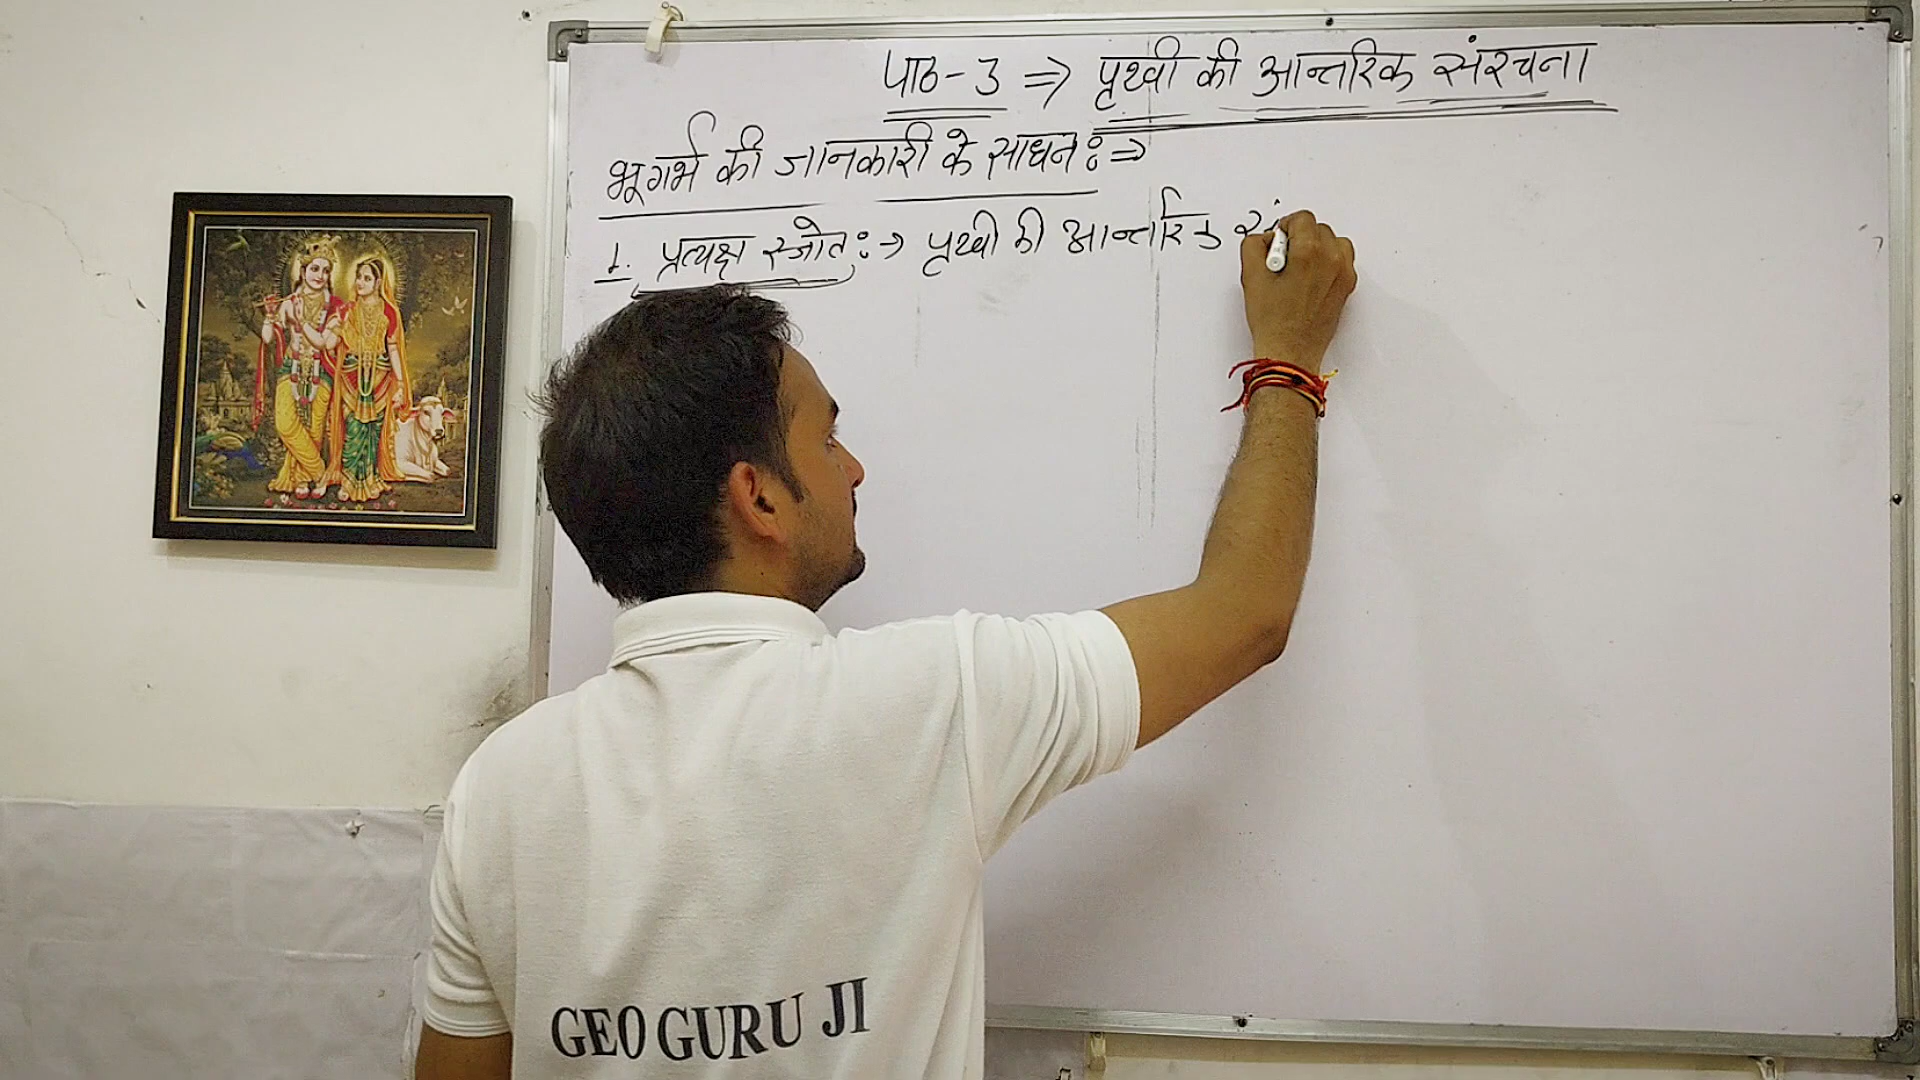 पाठ-3 ⇒ पृथ्वी की आन्तरिक संरचना
भूगर्भ की जानकारी के साधन:⇒
1. प्रत्यक्ष स्त्रोत:→ पृथ्वी की आन्तरिक सं
GEO GURU JI